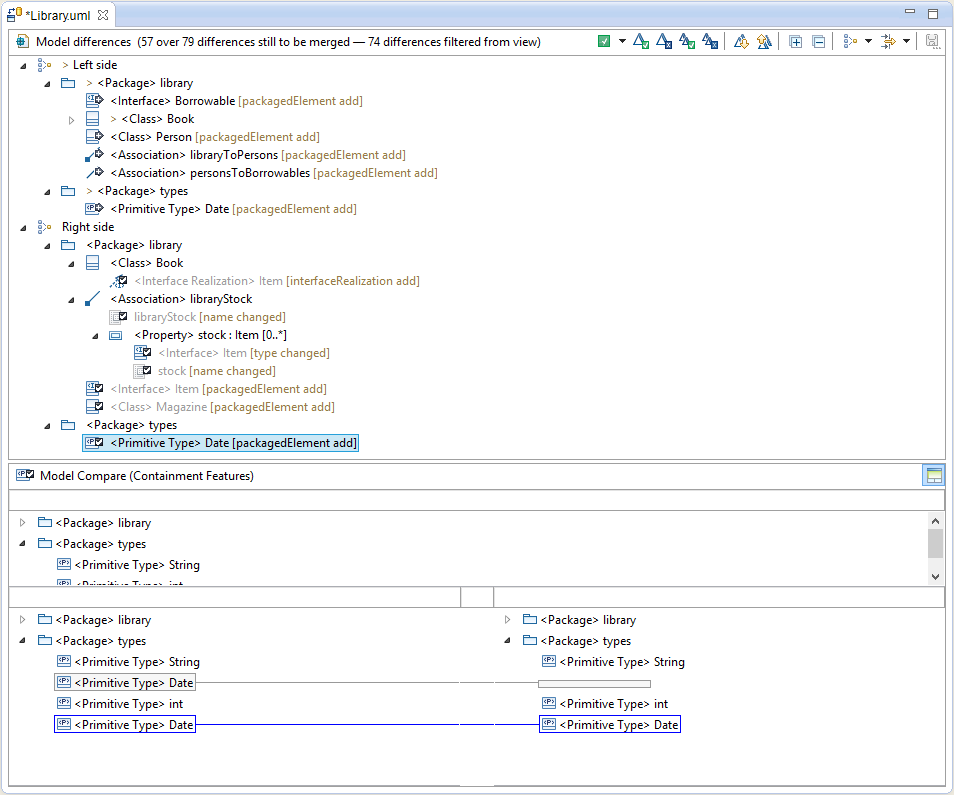 *Library.uml
Model differences (57 over 79 differences still to be merged — 74 differences filtered from view)
> Left side
> <Package> library
<Interface> Borrowable [packagedElement add]
> <Class> Book
<Class> Person [packagedElement add]
<Association> libraryToPersons [packagedElement add]
<Association> personsToBorrowables [packagedElement add]
> <Package> types
<Primitive Type> Date [packagedElement add]
Right side
<Package> library
<Class> Book
<Interface Realization> Item [interfaceRealization add]
<Association> libraryStock
libraryStock [name changed]
<Property> stock : Item [0..*]
<Interface> Item [type changed]
stock [name changed]
<Interface> Item [packagedElement add]
<Class> Magazine [packagedElement add]
<Package> types
<Primitive Type> Date [packagedElement add]
Model Compare (Containment Features)
<Package> library
<Package> types
<Primitive Type> String
<Primitive Type> int
<Package> library <Package> library
<Package> types <Package> types
<Primitive Type> String <Primitive Type> String
<Primitive Type> Date
<Primitive Type> int <Primitive Type> int
<Primitive Type> Date <Primitive Type> Date